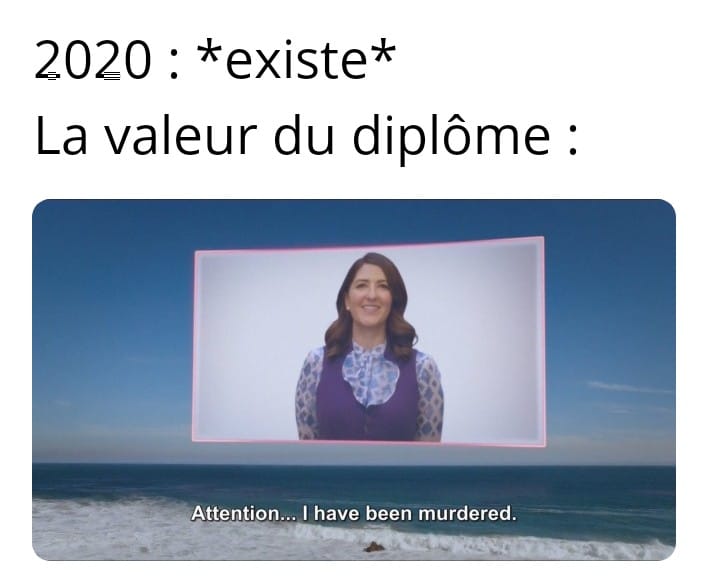 2020 : *existe*
La valeur du diplôme :
Attention... I have been murdered.